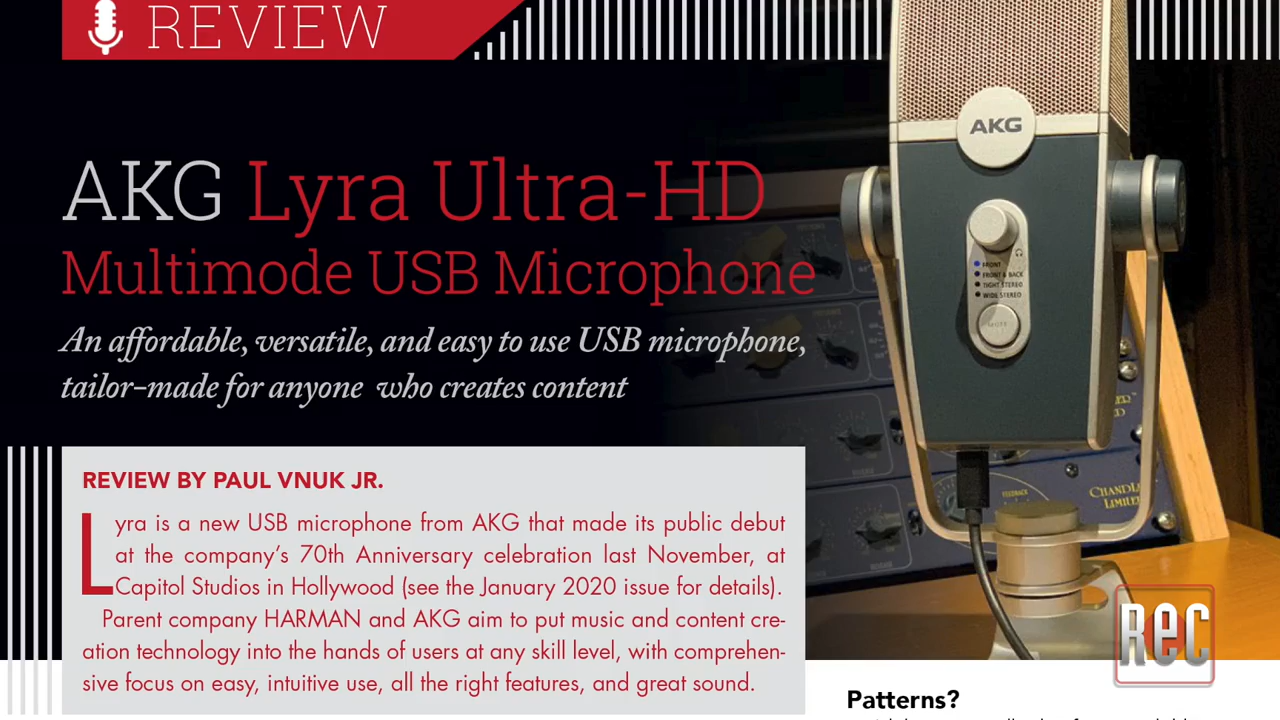 REVIEW
AKG Lyra Ultra-HD
Multimode USB Microphone
An affordable, versatile, and easy to use USB microphone,
tailor-made for anyone who creates content
REVIEW BY PAUL VNUK JR.
Lyra is a new USB microphone from AKG that made its public debut
at the company's 70th Anniversary celebration last November, at
Capitol Studios in Hollywood (see the January 2020 issue for details).
Parent company HARMAN and AKG aim to put music and content cre-
ation technology into the hands of users at any skill level, with comprehen-
sive focus on easy, intuitive use, all the right features, and great sound.
AKG
FRONT
FRONT & BACK
TIGHT STEREO
WIDE STEREO
MUTE
FEEDBACK
REC
Patterns?